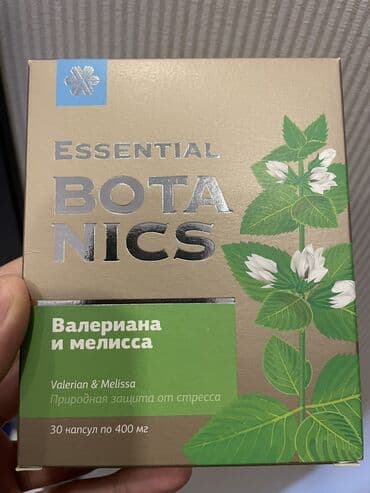 ESSENTIAL
BOTA
NICS
Валериана
и мелисса
Valerian & Melissa
Природная защита от стресса
30 капсул по 400 мг